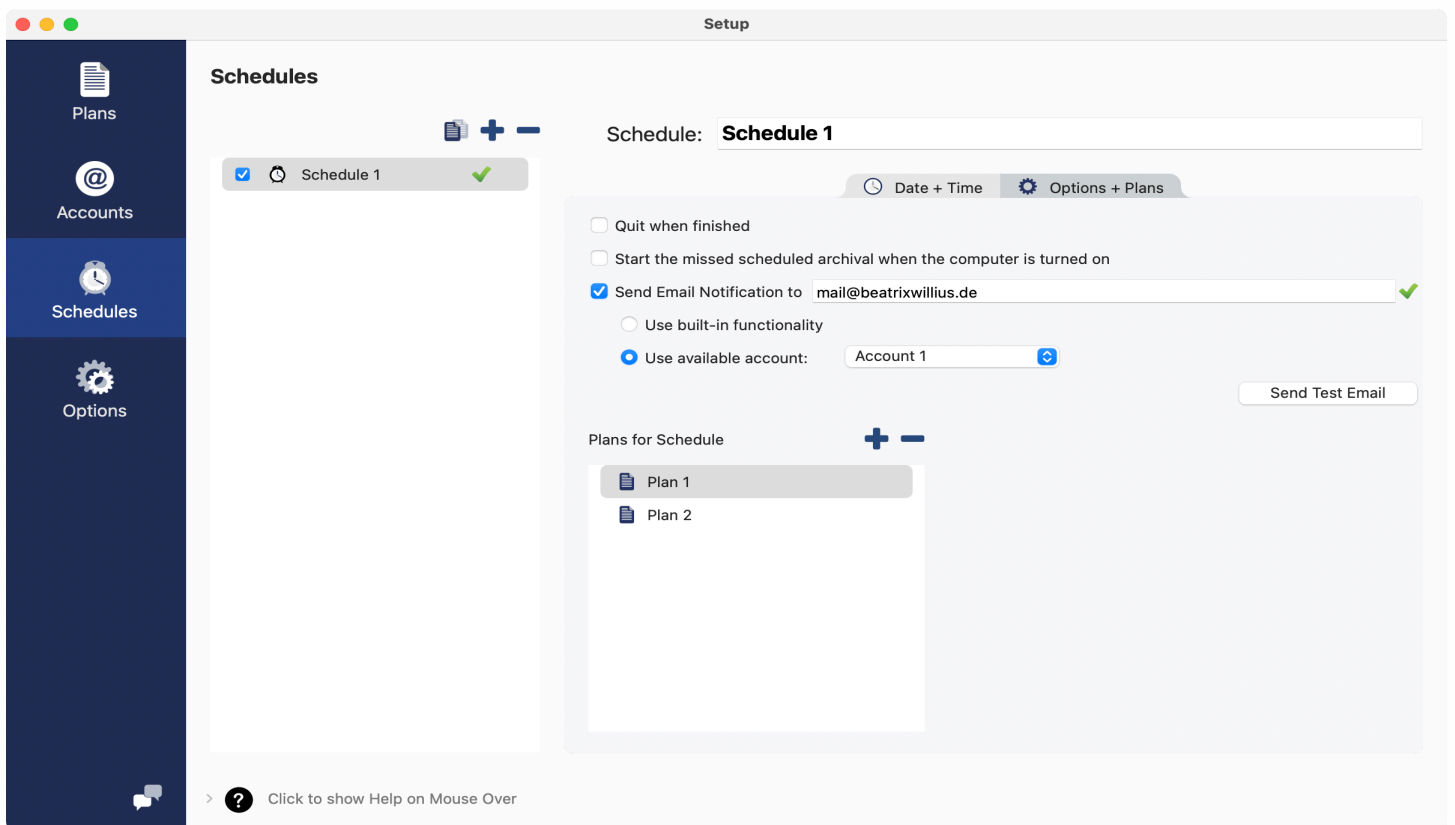 Setup
Plans
Accounts
Schedules
Options
Schedules
Schedule 1
Schedule: Schedule 1
Date + Time
Options + Plans
Quit when finished
Start the missed scheduled archival when the computer is turned on
Send Email Notification to mail@beatrixwillius.de
Use built-in functionality
Use available account: Account 1
Send Test Email
Plans for Schedule
Plan 1
Plan 2
? Click to show Help on Mouse Over